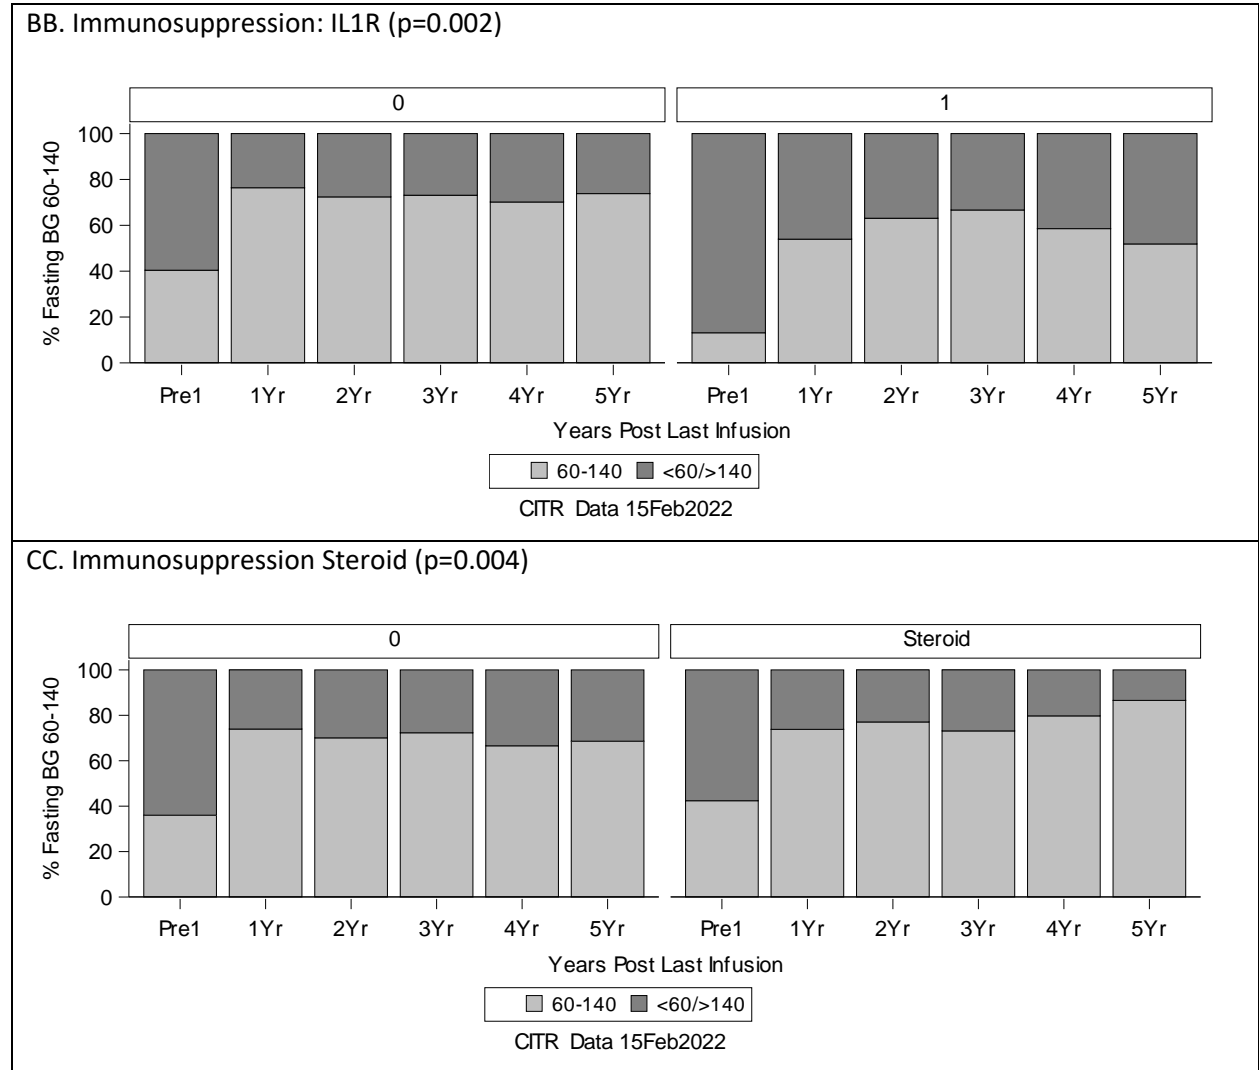 BB. Immunosuppression: IL1R (p=0.002)
0 1
% Fasting BG 60-140
100
80
60
40
20
0
Pre1 1Yr 2Yr 3Yr 4Yr 5Yr Pre1 1Yr 2Yr 3Yr 4Yr 5Yr
Years Post Last Infusion
60-140 <60/>140
CITR Data 15Feb2022
CC. Immunosuppression Steroid (p=0.004)
0 Steroid
% Fasting BG 60-140
100
80
60
40
20
0
Pre1 1Yr 2Yr 3Yr 4Yr 5Yr Pre1 1Yr 2Yr 3Yr 4Yr 5Yr
Years Post Last Infusion
60-140 <60/>140
CITR Data 15Feb2022